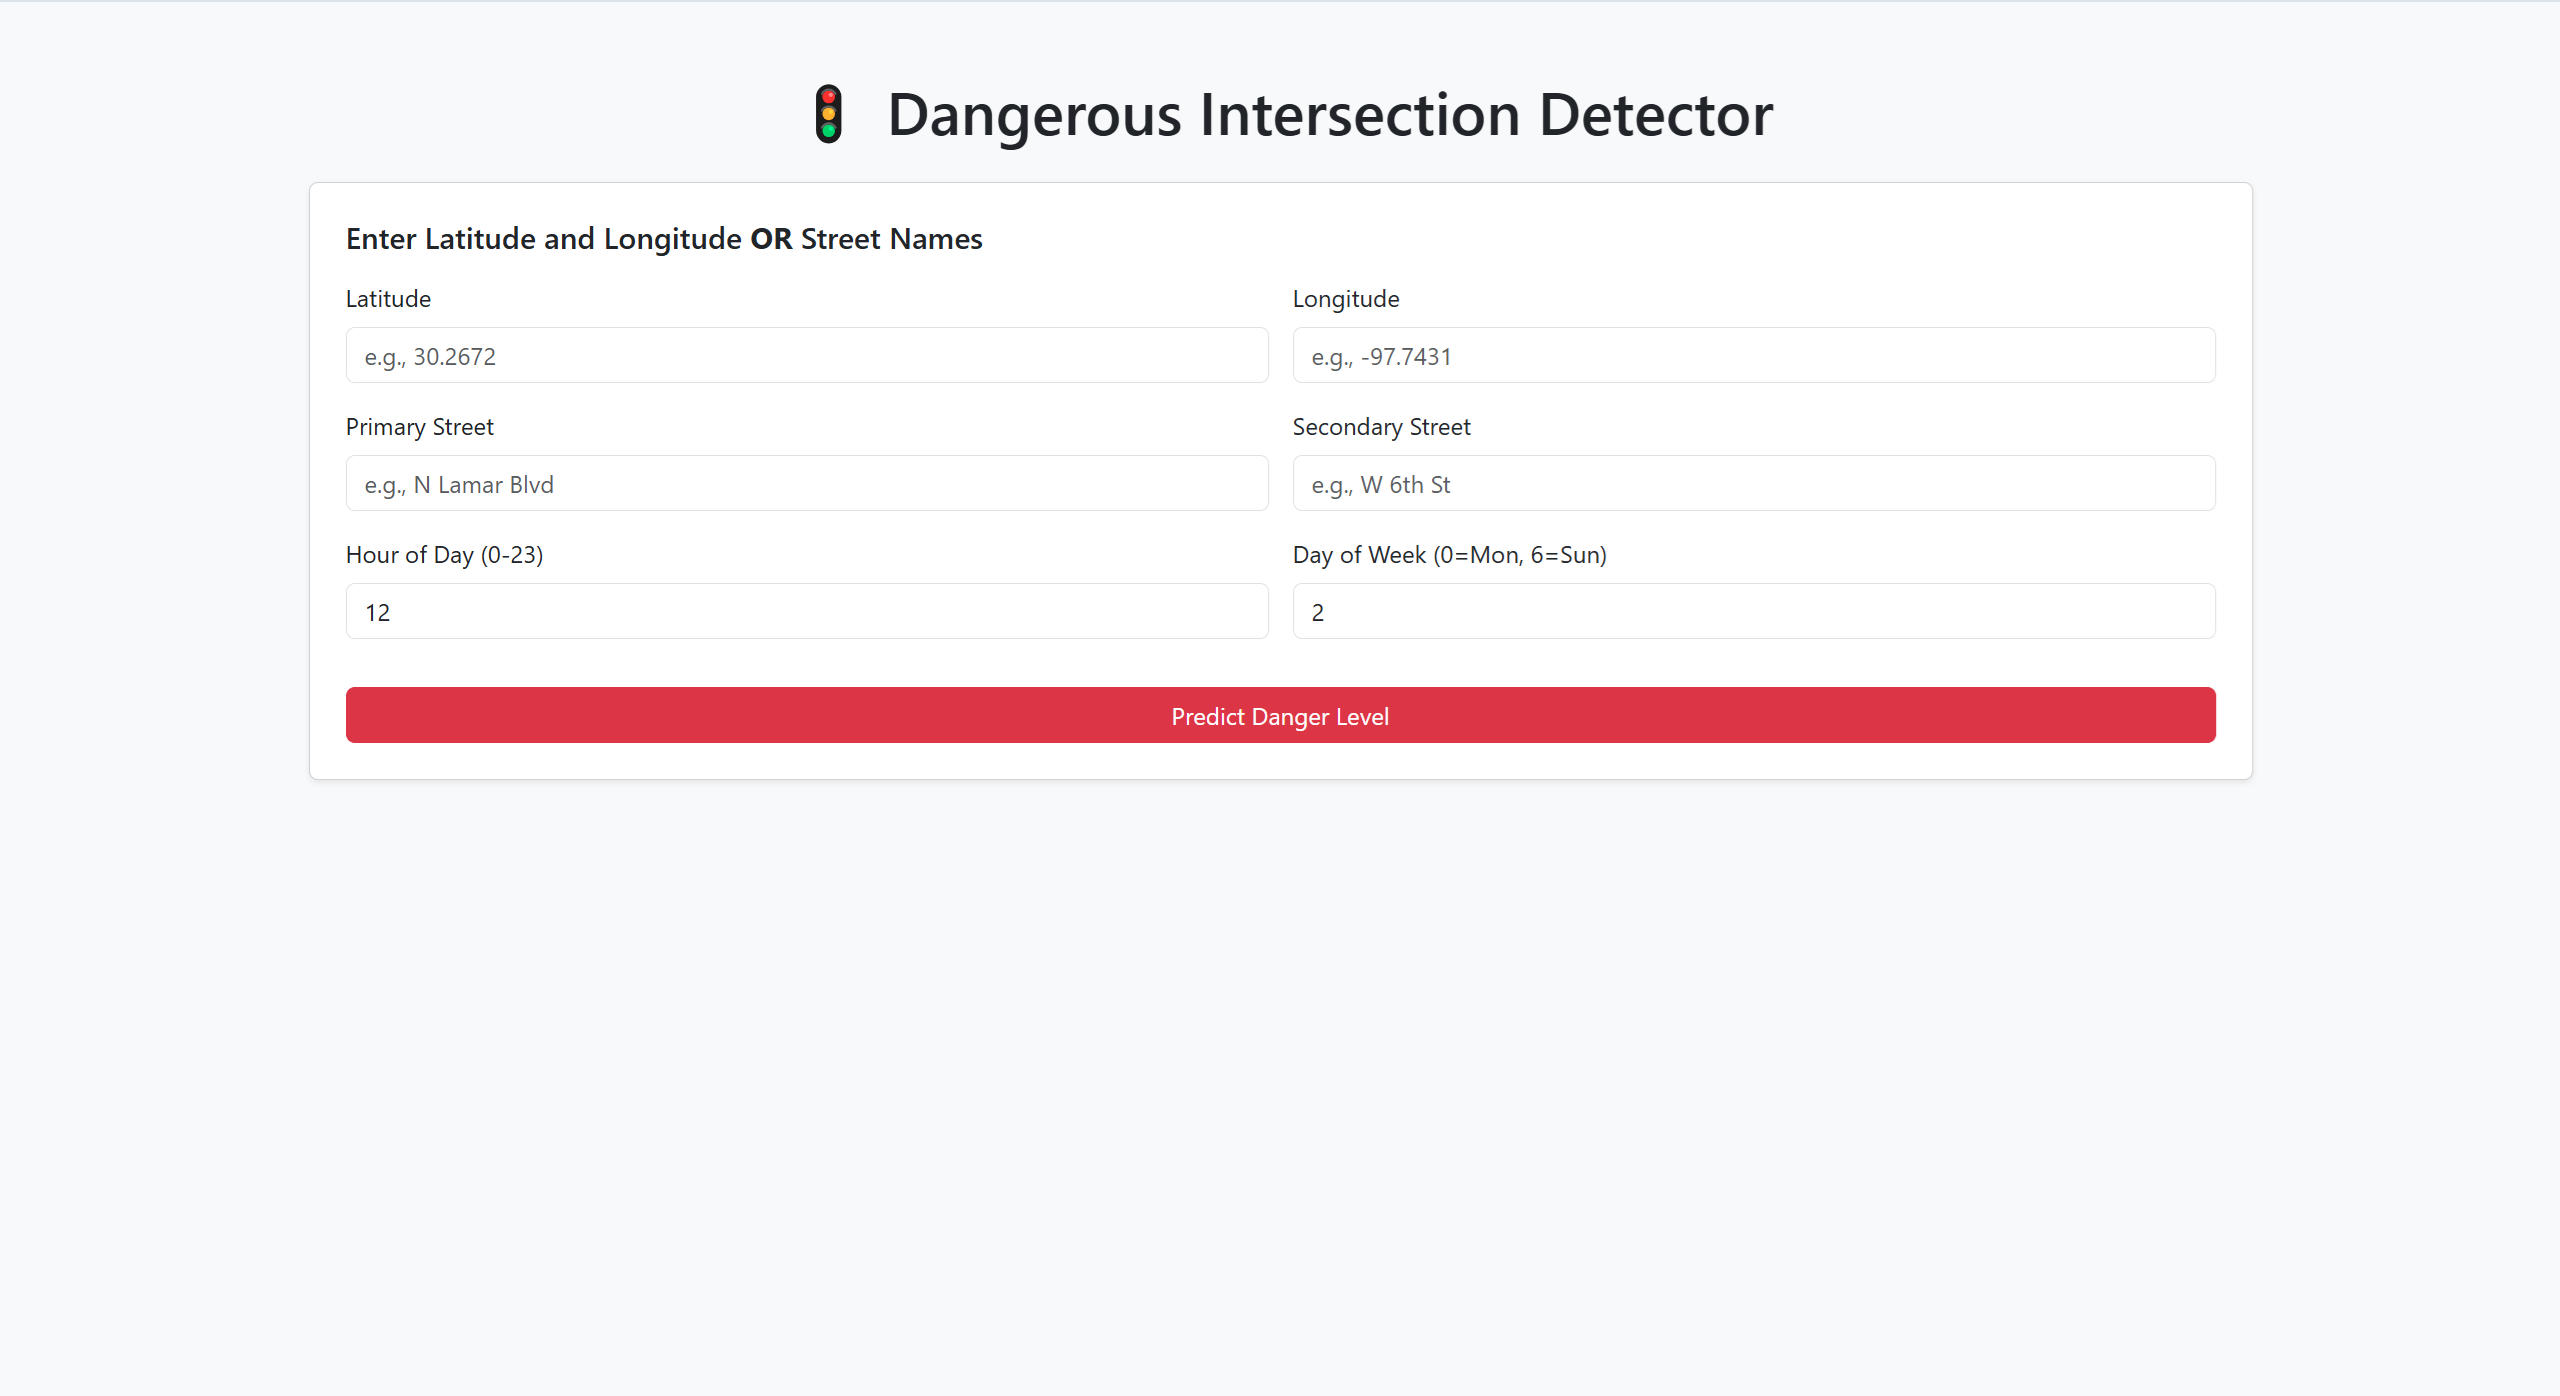 Dangerous Intersection Detector
Enter Latitude and Longitude OR Street Names
Latitude
Longitude
e.g., 30.2672
e.g., -97.7431
Primary Street
Secondary Street
e.g., N Lamar Blvd
e.g., W 6th St
Hour of Day (0-23)
Day of Week (0=Mon, 6=Sun)
12
2
Predict Danger Level